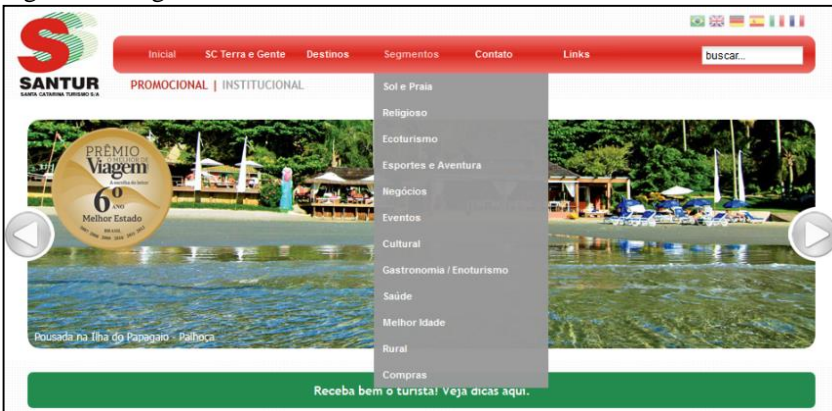 SANTUR
SANTA CATARINA TURISMO S/A
Inicial SC Terra e Gente Destinos Segmentos Contato Links
buscar...
PROMOCIONAL | INSTITUCIONAL
Sol e Praia
Religioso
Ecoturismo
Esportes e Aventura
Negócios
Eventos
Cultural
Gastronomia / Enoturismo
Saúde
Melhor Idade
Rural
Compras
PRÊMIO
O MELHOR DE
Viagem
6º
ANO
Melhor Estado
Pousada na Ilha do Papagaio - Palhoça
Receba bem o turista! Veja dicas aqui.